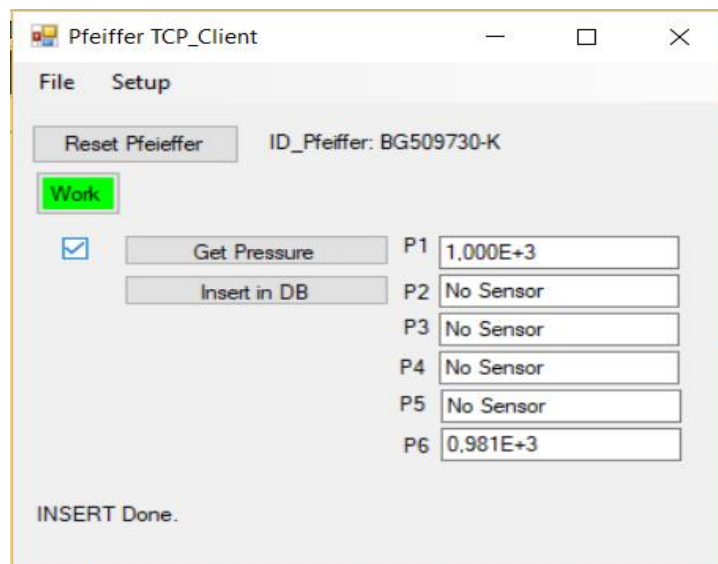 Pfeiffer TCP_Client
File Setup
Reset Pfeieffer ID_Pfeiffer: BG509730-K
Work
Get Pressure P1 1,000E+3
Insert in DB P2 No Sensor
P3 No Sensor
P4 No Sensor
P5 No Sensor
P6 0,981E+3
INSERT Done.